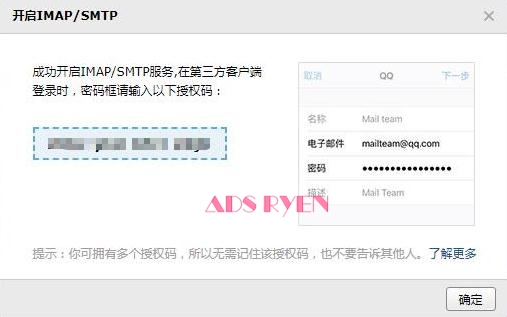 开启IMAP/SMTP
成功开启IMAP/SMTP服务,在第三方客户端
登录时，密码框请输入以下授权码：
取消 QQ 下一步
名称 Mail team
电子邮件 mailteam@qq.com
密码 ●●●●●●●●●●●●●●●●
描述 Mail Team
ADS RYEN
提示：你可拥有多个授权码，所以无需记住该授权码，也不要告诉其他人。了解更多
确定